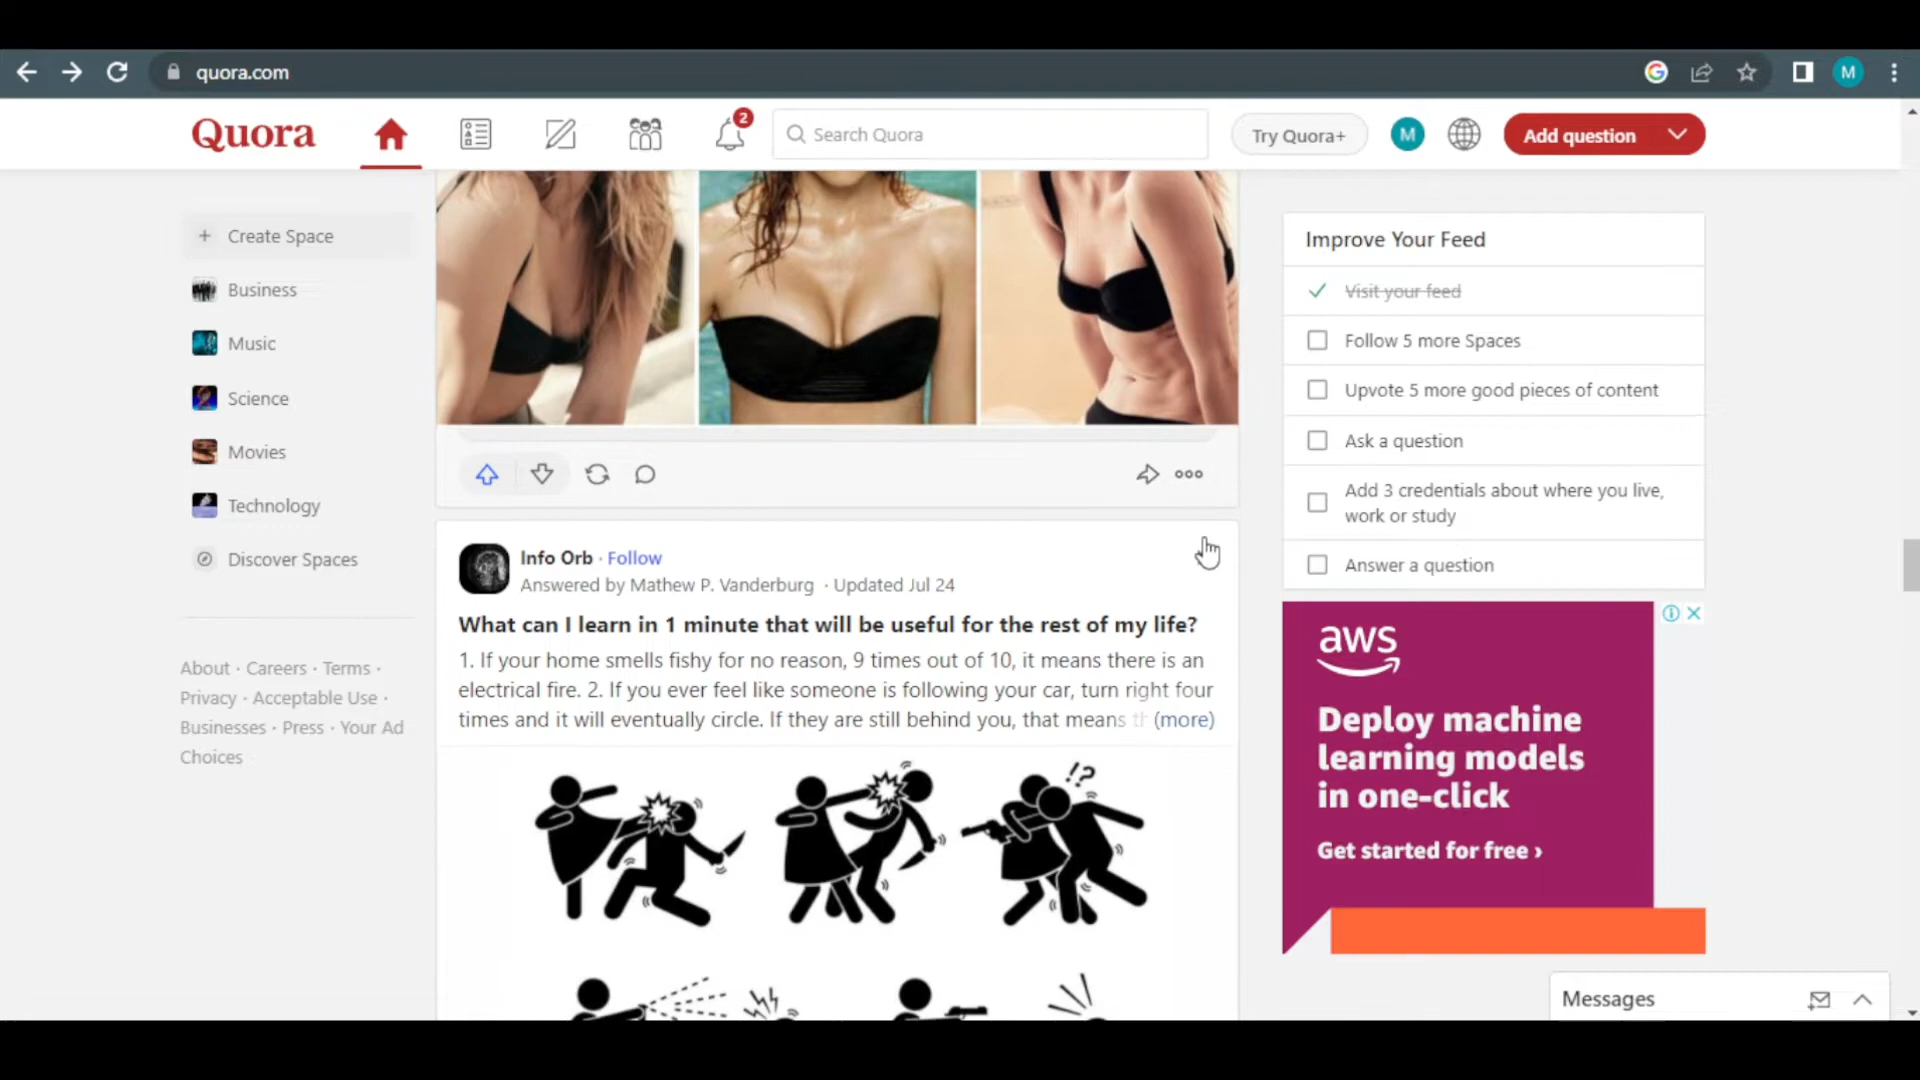 quora.com
M
Quora
2
Search Quora
Try Quora+
M
Add question
+ Create Space
Business
Music
Science
Movies
Technology
Discover Spaces
About · Careers · Terms ·
Privacy · Acceptable Use ·
Businesses · Press · Your Ad
Choices
Info Orb · Follow
Answered by Mathew P. Vanderburg · Updated Jul 24
What can I learn in 1 minute that will be useful for the rest of my life?
1. If your home smells fishy for no reason, 9 times out of 10, it means there is an
electrical fire. 2. If you ever feel like someone is following your car, turn right four
times and it will eventually circle. If they are still behind you, that means (more)
!?
Improve Your Feed
Visit your feed
Follow 5 more Spaces
Upvote 5 more good pieces of content
Ask a question
Add 3 credentials about where you live,
work or study
Answer a question
aws
Deploy machine
learning models
in one-click
Get started for free ›
Messages